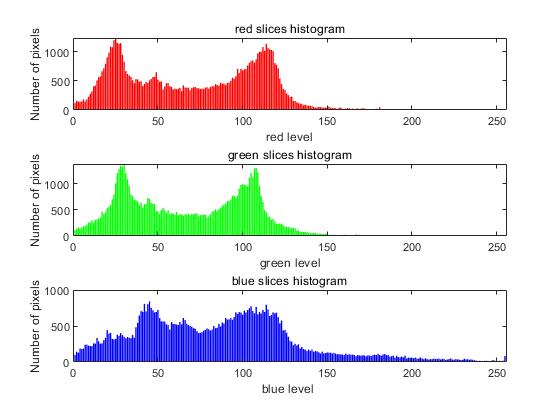 red slices histogram
Number of pixels
1000
500
0
0 50 100 150 200 250
red level
green slices histogram
Number of pixels
1000
500
0
0 50 100 150 200 250
green level
blue slices histogram
Number of pixels
1000
500
0
0 50 100 150 200 250
blue level